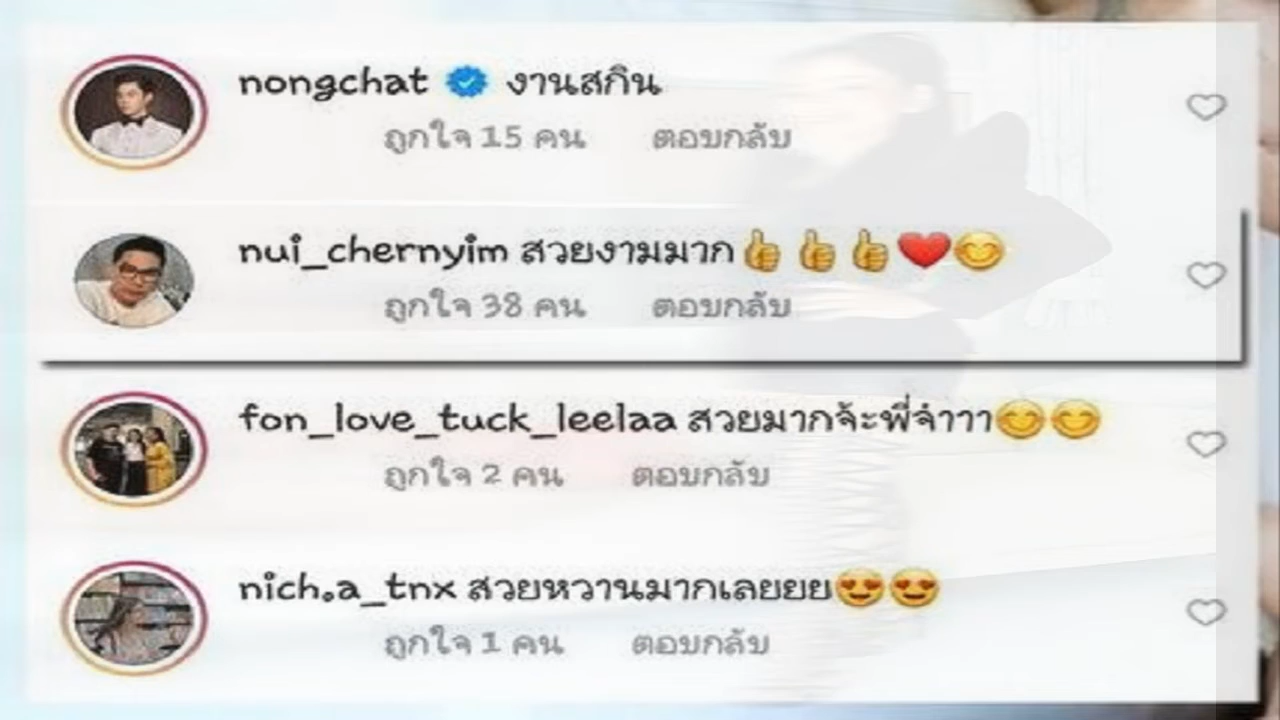 nongchat งานสกิน
ถูกใจ 15 คน ตอบกลับ
nui_chernyim สวยงามมาก👍👍👍❤️😊
ถูกใจ 38 คน ตอบกลับ
fon_love_tuck_leelaa สวยมากจ้ะพี่จ๋าาา😊😊
ถูกใจ 2 คน ตอบกลับ
nich.a_tnx สวยหวานมากเลยยย😍😍
ถูกใจ 1 คน ตอบกลับ